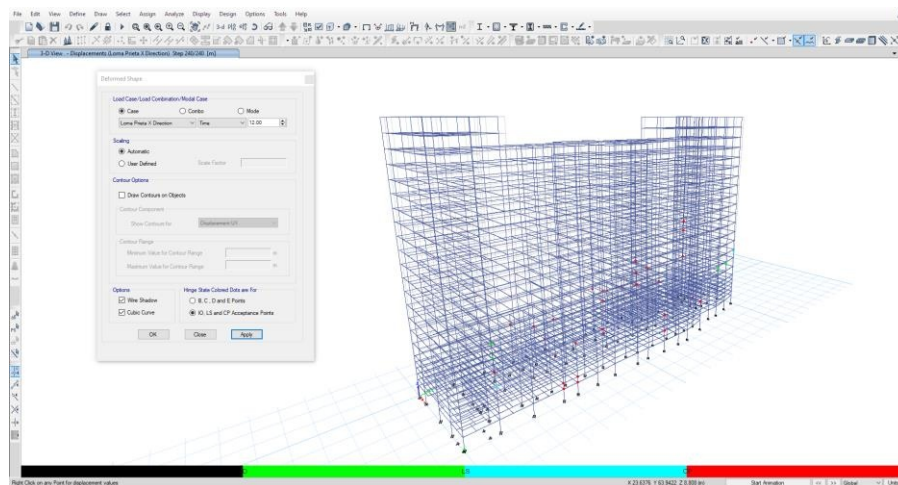 File Edit View Define Draw Select Assign Analyze Display Design Options Tools Help
3-D View - Displacements (Loma Prieta X Direction) Step 240/240 [m]
Deformed Shape
Load Case/Load Combination/Modal Case
Case Combo Mode
Loma Prieta X Direction Time 12.00
Scaling
Automatic
User Defined Scale Factor
Contour Options
Draw Contours on Objects
Contour Component
Show Contours for
Contour Range
Minimum Value for Contour Range
Maximum Value for Contour Range
Options Hinge State Colored Dots are For
Wire Shadow B, C, D and E Points
Cubic Curve IO, LS and CP Acceptance Points
OK Close Apply
Right Click on any Point for displacement values Start Animation << >> Global